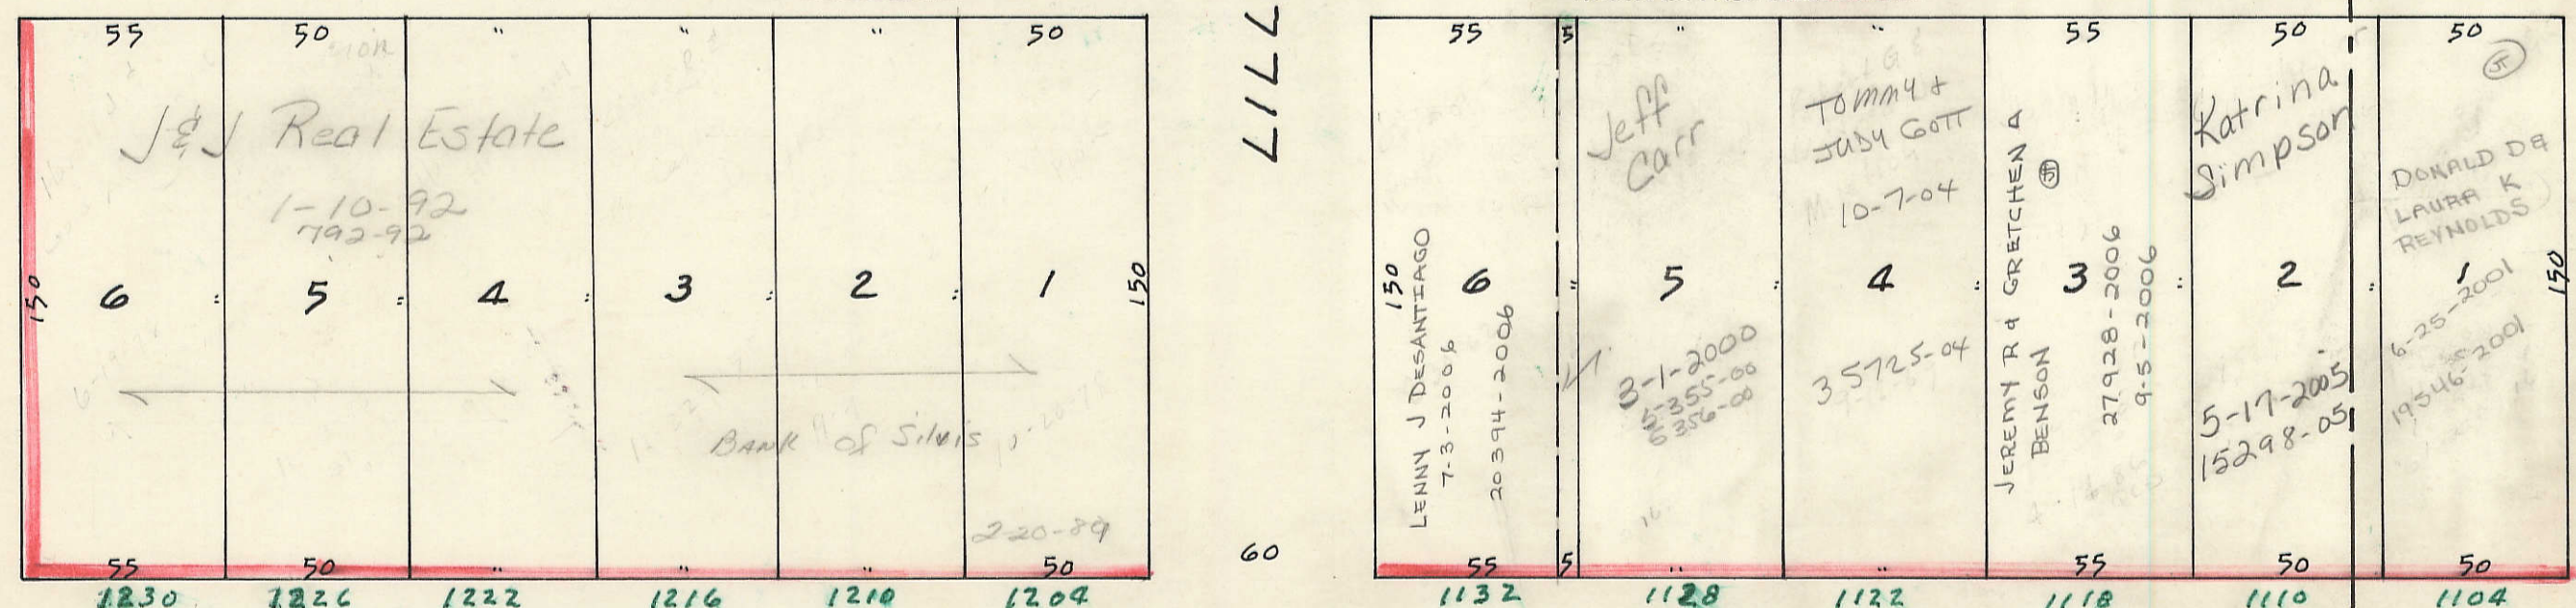 55 50 " " " 50
J & J Real Estate
1-10-92
792-92
150 6 " 5 " 4 " 3 " 2 " 1 150
Bank of Silvis
2-20-89
55 50 " " " 50
1230 1226 1222 1216 1210 1204
7717
60
55 5 " " 55 50 50
LENNY J DESANTIAGO
7-3-2006
20394-2006
Jeff
Carr
3-1-2000
5355-00
5356-00
TOMMY +
JUDY GOTT
10-7-04
35725-04
JEREMY R & GRETCHEN A
BENSON
JT
27928-2006
9-5-2006
Katrina
Simpson
5-17-2005
15298-05
JT
DONALD D &
LAURA K
REYNOLDS
6-25-2001
19546-2001
150 6 " 5 " 4 " 3 " 2 " 1 150
55 5 " " 55 50 50
1132 1128 1122 1118 1110 1104